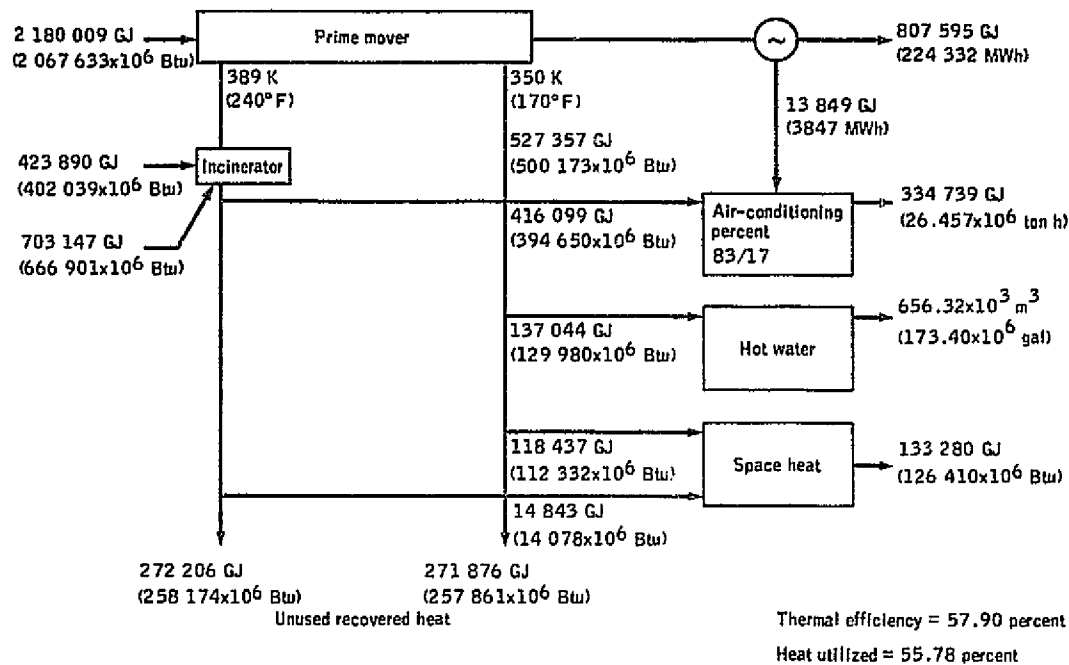 2 180 009 GJ
(2 067 633x10⁶ Btu)
Prime mover
~
807 595 GJ
(224 332 MWh)
389 K
(240°F)
350 K
(170°F)
13 849 GJ
(3847 MWh)
527 357 GJ
(500 173x10⁶ Btu)
423 890 GJ
(402 039x10⁶ Btu)
Incinerator
703 147 GJ
(666 901x10⁶ Btu)
416 099 GJ
(394 650x10⁶ Btu)
Air-conditioning
percent
83/17
334 739 GJ
(26.457x10⁶ ton h)
137 044 GJ
(129 980x10⁶ Btu)
Hot water
656.32x10³ m³
(173.40x10⁶ gal)
118 437 GJ
(112 332x10⁶ Btu)
Space heat
133 280 GJ
(126 410x10⁶ Btu)
14 843 GJ
(14 078x10⁶ Btu)
272 206 GJ
(258 174x10⁶ Btu)
271 876 GJ
(257 861x10⁶ Btu)
Unused recovered heat
Thermal efficiency = 57.90 percent
Heat utilized = 55.78 percent